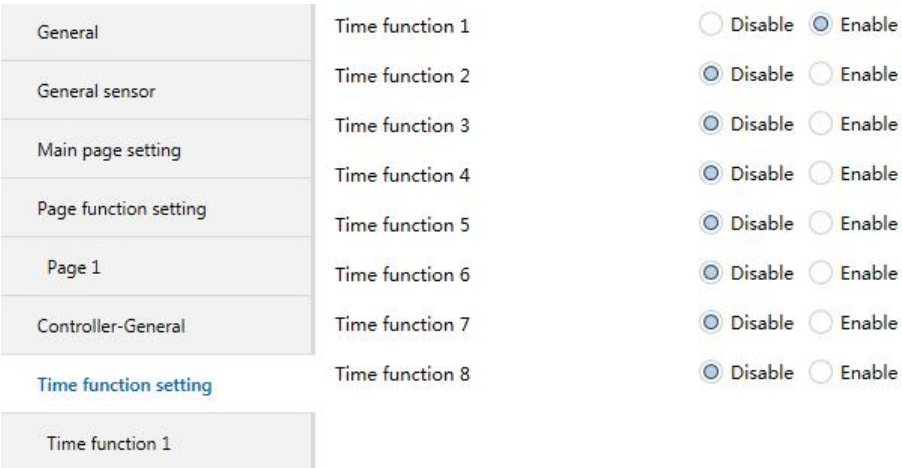 General
General sensor
Main page setting
Page function setting
Page 1
Controller-General
Time function setting
Time function 1
Time function 1 Disable Enable
Time function 2 Disable Enable
Time function 3 Disable Enable
Time function 4 Disable Enable
Time function 5 Disable Enable
Time function 6 Disable Enable
Time function 7 Disable Enable
Time function 8 Disable Enable